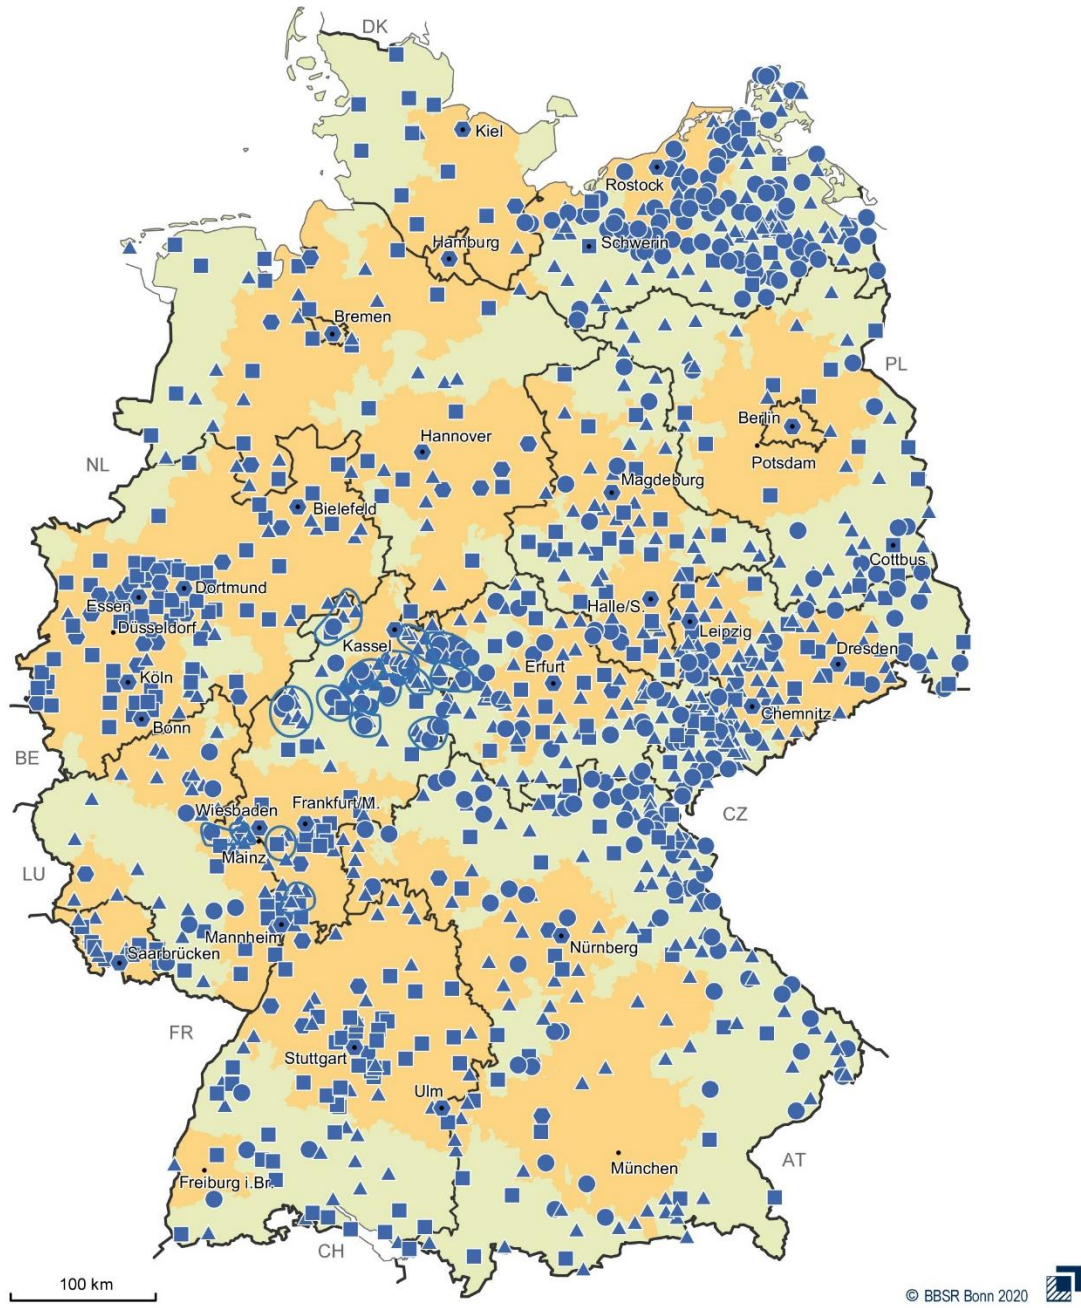 DK
Kiel
Rostock
Hamburg
Schwerin
Bremen
PL
Berlin
Hannover
Potsdam
NL
Magdeburg
Bielefeld
Cottbus
Dortmund
Essen
Halle/S.
Düsseldorf
Leipzig
Kassel
Dresden
Erfurt
Köln
Chemnitz
Bonn
BE
Wiesbaden
Frankfurt/M.
CZ
Mainz
LU
Mannheim
Nürnberg
Saarbrücken
FR
Stuttgart
Ulm
AT
München
Freiburg i.Br.
CH
100 km
© BBSR Bonn 2020